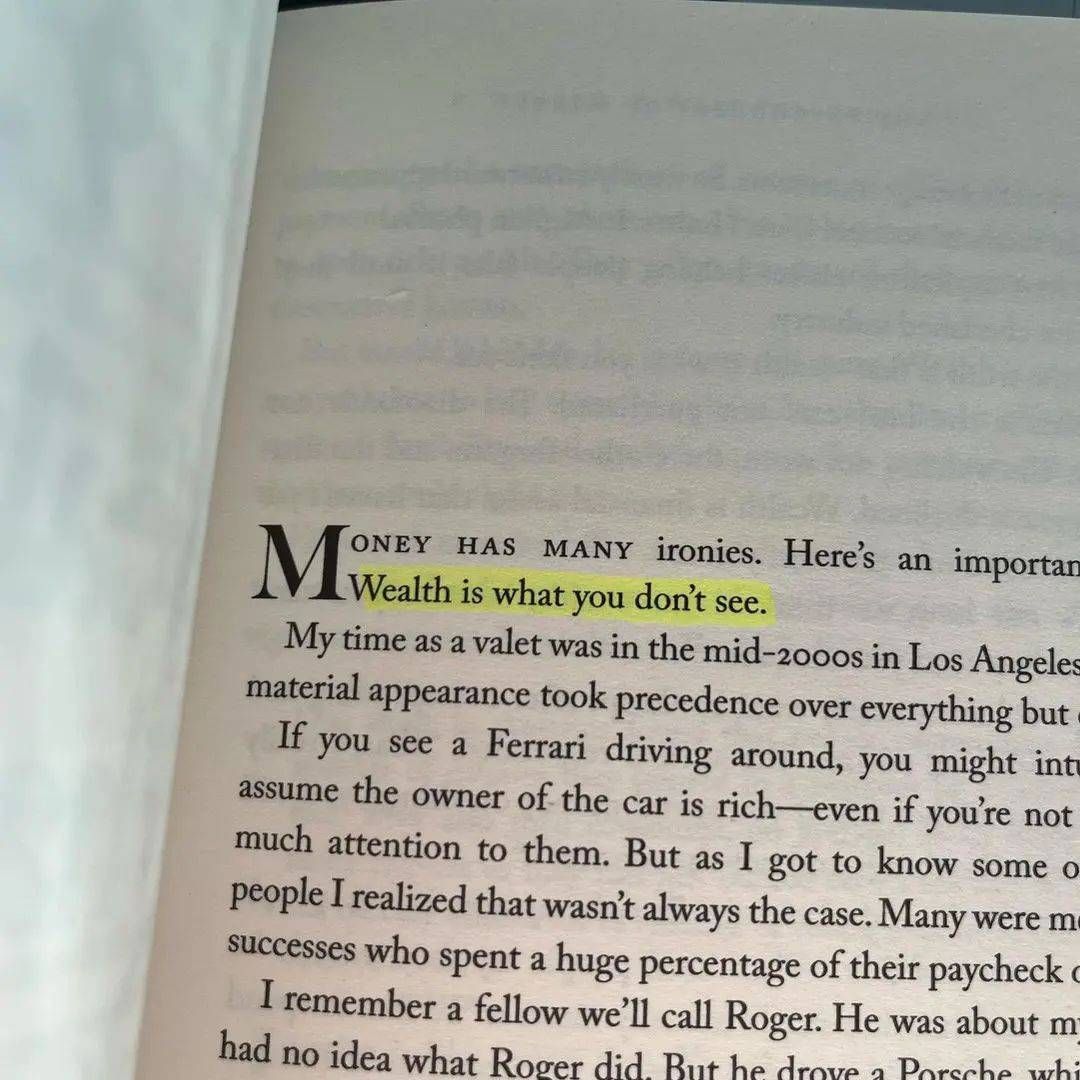 MONEY HAS MANY ironies. Here's an
Wealth is what you don't see.
My time as a valet was in the mid-2000s in Los Angeles
material appearance took precedence over everything but
If you see a Ferrari driving around, you might
assume the owner of the car is rich—even if you're not
much attention to them. But as I got to know some
people I realized that wasn't always the case. Many were
successes who spent a huge percentage of their paycheck
I remember a fellow we'll call Roger. He was about
had no idea what Roger did. But he drove a Porsche,